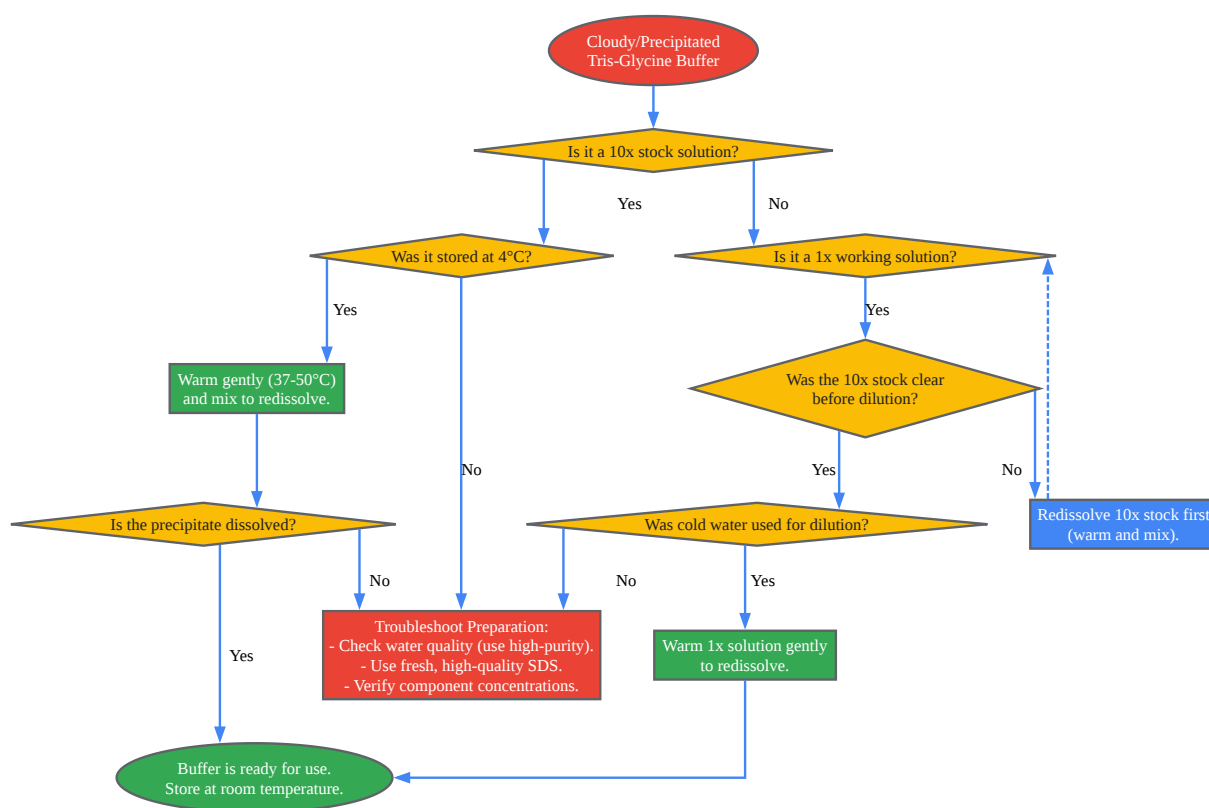 Cloudy/Precipitated
Tris-Glycine Buffer
Is it a 10x stock solution?
Yes
No
Was it stored at 4°C?
Is it a 1x working solution?
Yes
Yes
Warm gently (37-50°C)
and mix to redissolve.
Was the 10x stock clear
before dilution?
No
Yes
No
Is the precipitate dissolved?
Was cold water used for dilution?
Redissolve 10x stock first
(warm and mix).
No
No
Yes
Troubleshoot Preparation:
- Check water quality (use high-purity).
- Use fresh, high-quality SDS.
- Verify component concentrations.
Warm 1x solution gently
to redissolve.
Yes
Buffer is ready for use.
Store at room temperature.